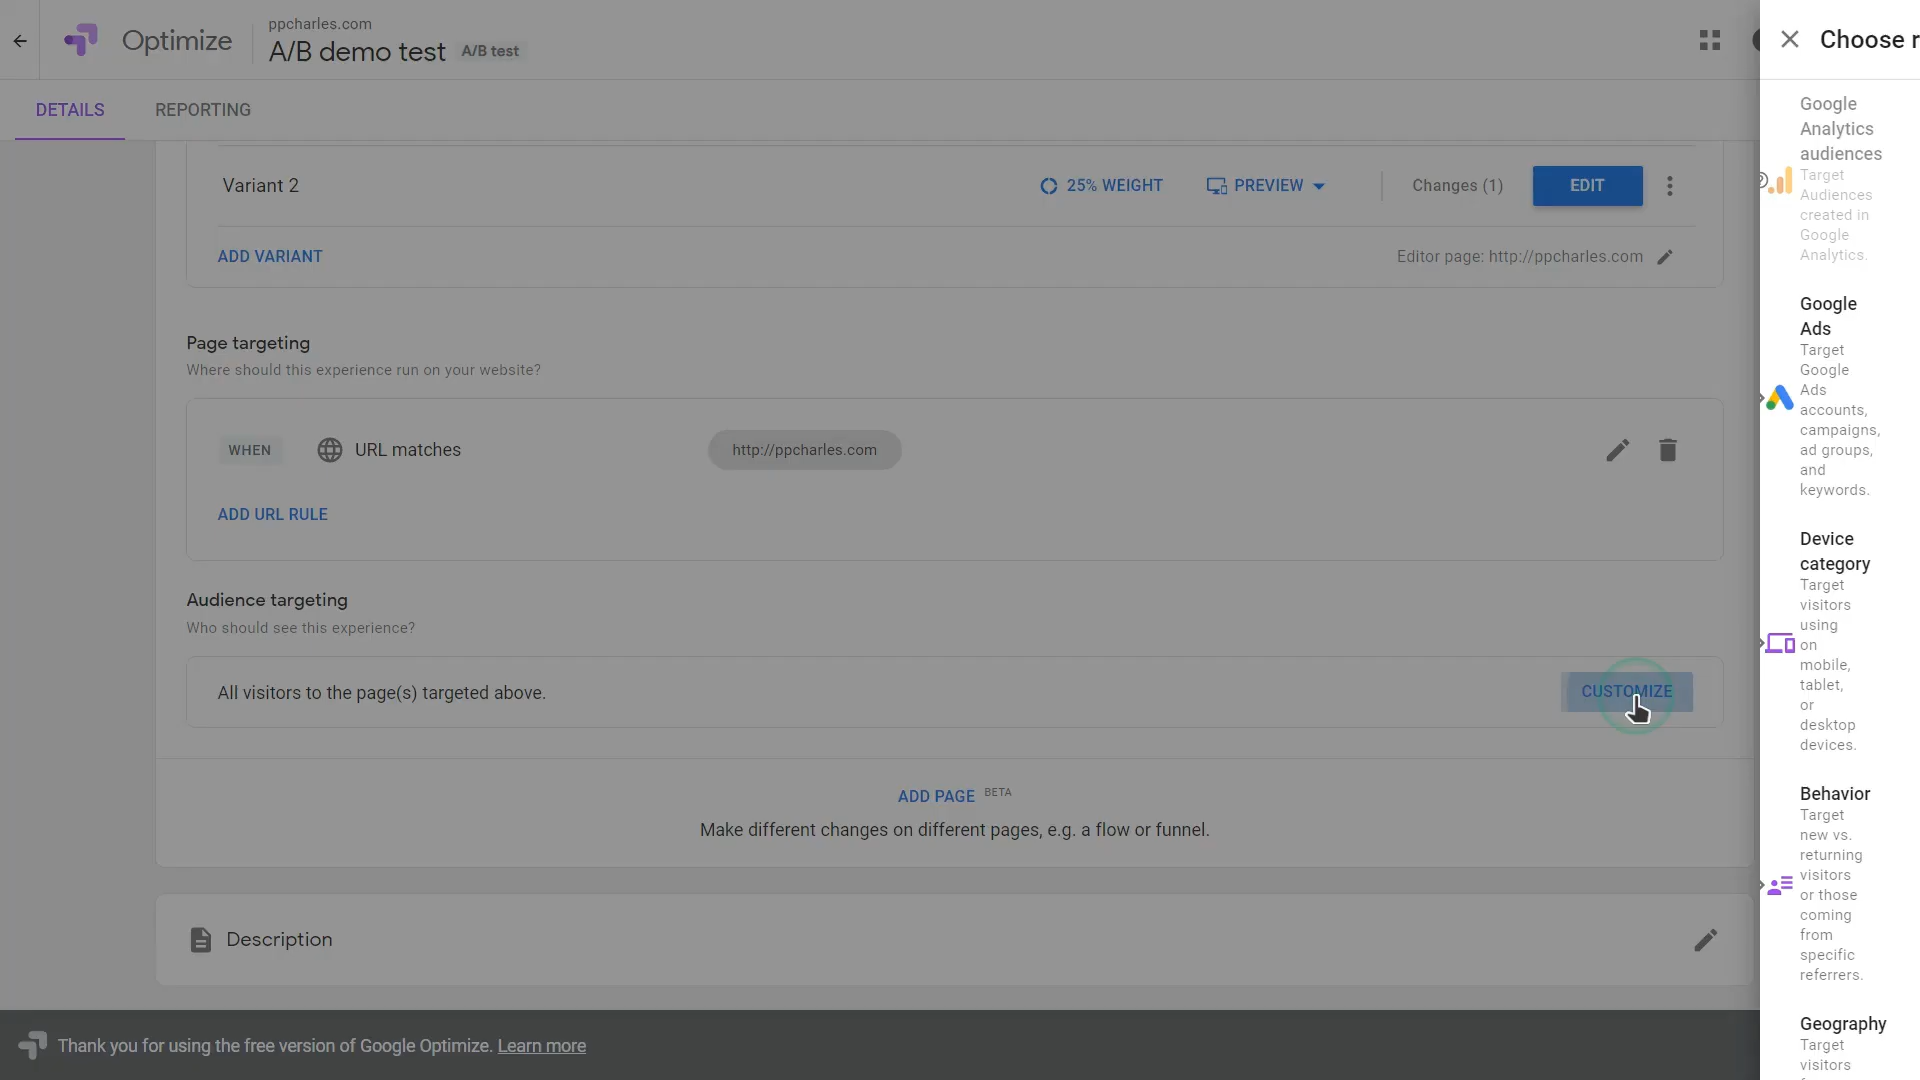 ppcharles.com
Optimize
A/B demo test A/B test
Choose r
DETAILS REPORTING
Variant 2 25% WEIGHT PREVIEW Changes (1) EDIT
ADD VARIANT Editor page: http://ppcharles.com
Page targeting
Where should this experience run on your website?
WHEN URL matches http://ppcharles.com
ADD URL RULE
Audience targeting
Who should see this experience?
All visitors to the page(s) targeted above. CUSTOMIZE
ADD PAGE BETA
Make different changes on different pages, e.g. a flow or funnel.
Description
Thank you for using the free version of Google Optimize. Learn more
Google
Analytics
audiences
Target
Audiences
created in
Google
Analytics.
Google
Ads
Target
Google
Ads
accounts,
campaigns,
ad groups,
and
keywords.
Device
category
Target
visitors
using
on
mobile,
tablet,
or
desktop
devices.
Behavior
Target
new vs.
returning
visitors
or those
coming
from
specific
referrers.
Geography
Target
visitors